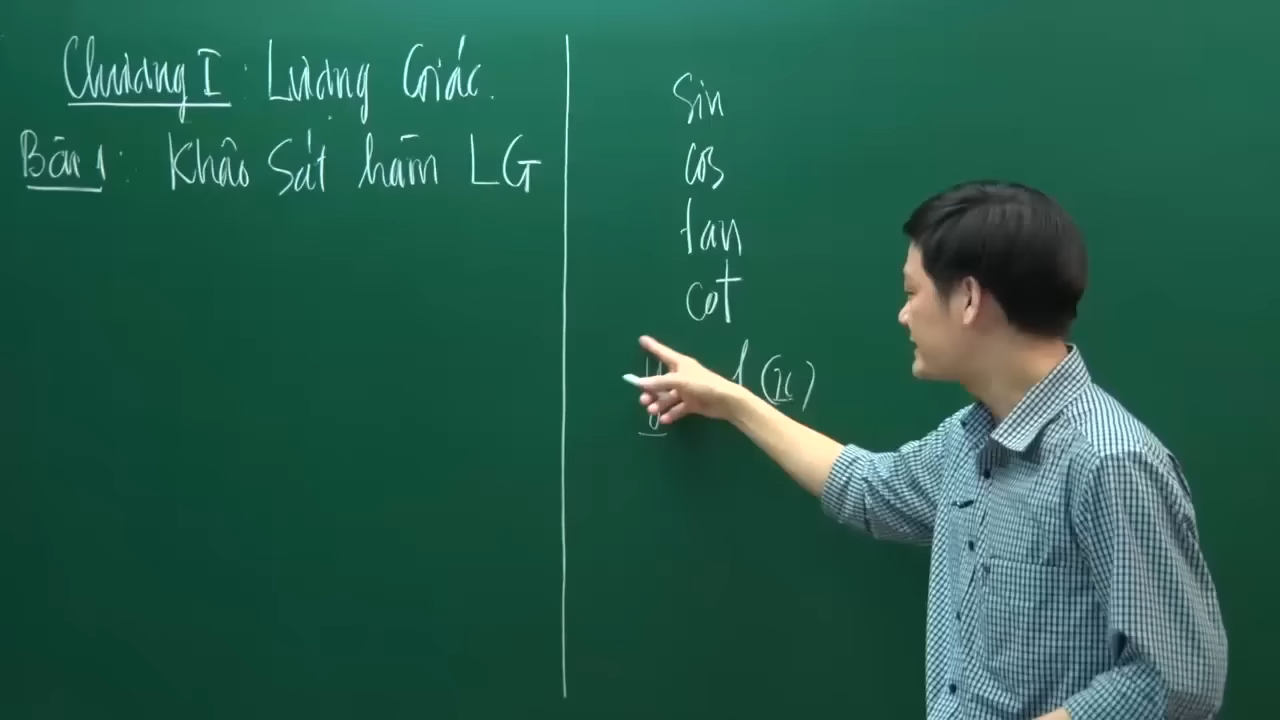 Chương I: Lượng Giác.
Bài 1: Khảo Sát hàm LG
sin
cos
tan
cot
y f(x)